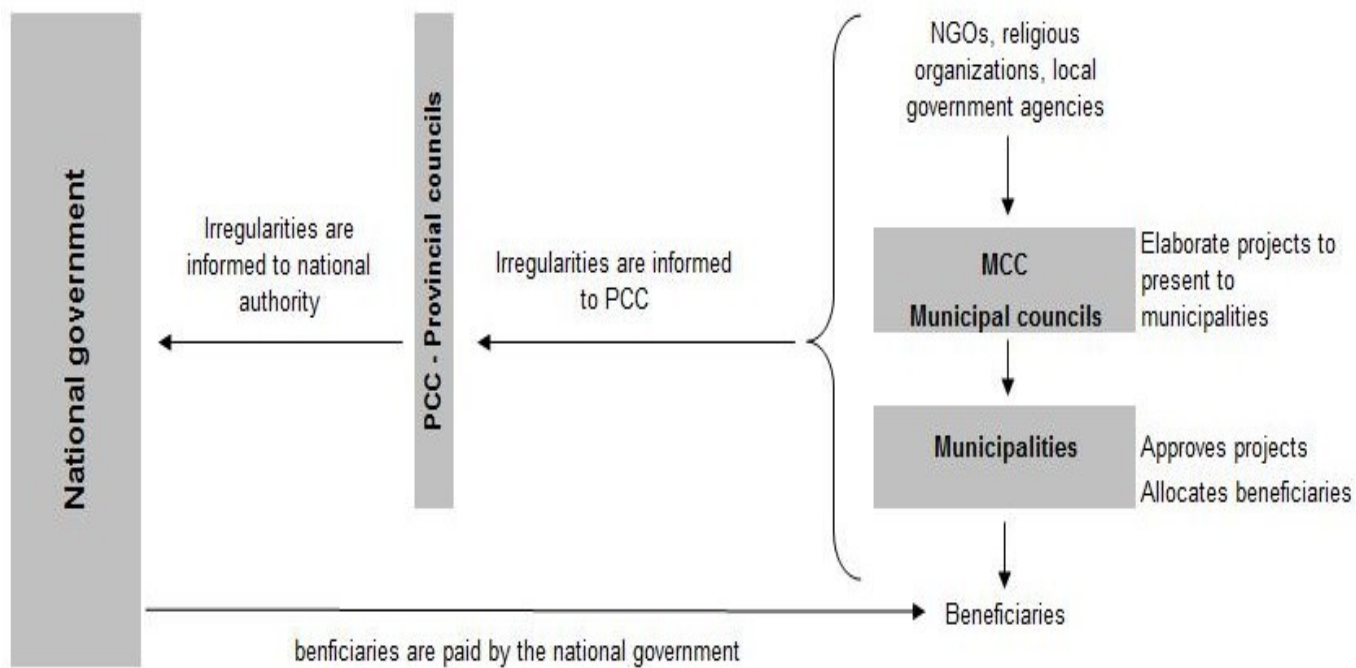 National government
Irregularities are
informed to national
authority
PCC - Provincial councils
Irregularities are informed
to PCC
NGOs, religious
organizations, local
government agencies
MCC
Municipal councils
Elaborate projects to
present to
municipalities
Municipalities
Approves projects
Allocates beneficiaries
Beneficiaries
benficiaries are paid by the national government